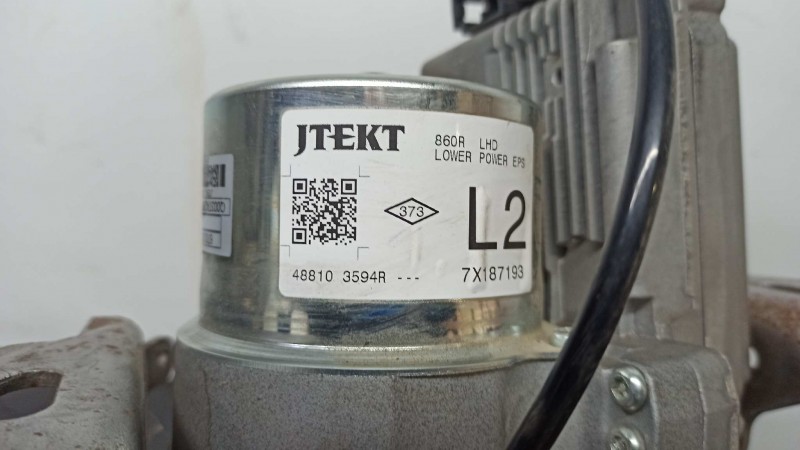 JTEKT
860R LHD
LOWER POWER EPS
373
L2
48810 3594R ---
7X187193